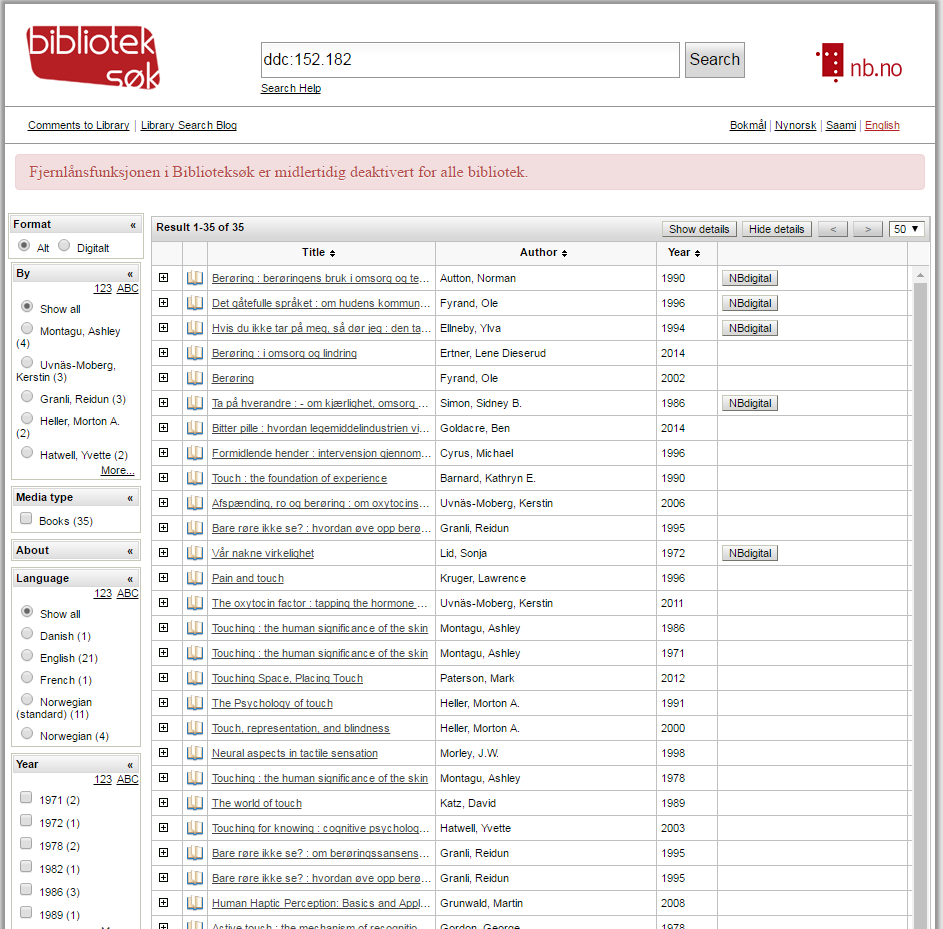 bibliotek
søk
ddc:152.182 Search
Search Help
nb.no
Comments to Library | Library Search Blog
Bokmål | Nynorsk | Saami | English
Fjernlånsfunksjonen i Biblioteksøk er midlertidig deaktivert for alle bibliotek.
Format «
Alt Digitalt
By «
123 ABC
Show all
Montagu, Ashley
(4)
Uvnäs-Moberg,
Kerstin (3)
Granli, Reidun (3)
Heller, Morton A.
(2)
Hatwell, Yvette (2)
More...
Media type «
Books (35)
About «
Language «
123 ABC
Show all
Danish (1)
English (21)
French (1)
Norwegian
(standard) (11)
Norwegian (4)
Year «
123 ABC
1971 (2)
1972 (1)
1978 (2)
1982 (1)
1986 (3)
1989 (1)
Result 1-35 of 35 Show details Hide details < > 50
Title Author Year
Berøring : berøringens bruk i omsorg og te... Autton, Norman 1990 NBdigital
Det gåtefulle språket : om hudens kommun... Fyrand, Ole 1996 NBdigital
Hvis du ikke tar på meg, så dør jeg : den ta... Ellneby, Ylva 1994 NBdigital
Berøring : i omsorg og lindring Ertner, Lene Dieserud 2014
Berøring Fyrand, Ole 2002
Ta på hverandre : - om kjærlighet, omsorg ... Simon, Sidney B. 1986 NBdigital
Bitter pille : hvordan legemiddelindustrien vi... Goldacre, Ben 2014
Formidlende hender : intervensjon gjennom... Cyrus, Michael 1996
Touch : the foundation of experience Barnard, Kathryn E. 1990
Afspænding, ro og berøring : om oxytocins... Uvnäs-Moberg, Kerstin 2006
Bare røre ikke se? : hvordan øve opp berø... Granli, Reidun 1995
Vår nakne virkelighet Lid, Sonja 1972 NBdigital
Pain and touch Kruger, Lawrence 1996
The oxytocin factor : tapping the hormone ... Uvnäs-Moberg, Kerstin 2011
Touching : the human significance of the skin Montagu, Ashley 1986
Touching : the human significance of the skin Montagu, Ashley 1971
Touching Space, Placing Touch Paterson, Mark 2012
The Psychology of touch Heller, Morton A. 1991
Touch, representation, and blindness Heller, Morton A. 2000
Neural aspects in tactile sensation Morley, J.W. 1998
Touching : the human significance of the skin Montagu, Ashley 1978
The world of touch Katz, David 1989
Touching for knowing : cognitive psycholog... Hatwell, Yvette 2003
Bare røre ikke se? : om berøringssansens... Granli, Reidun 1995
Bare røre ikke se? : hvordan øve opp berø... Granli, Reidun 1995
Human Haptic Perception: Basics and Appl... Grunwald, Martin 2008
Active touch : the mechanism of recognitio... Gordon, George 1978